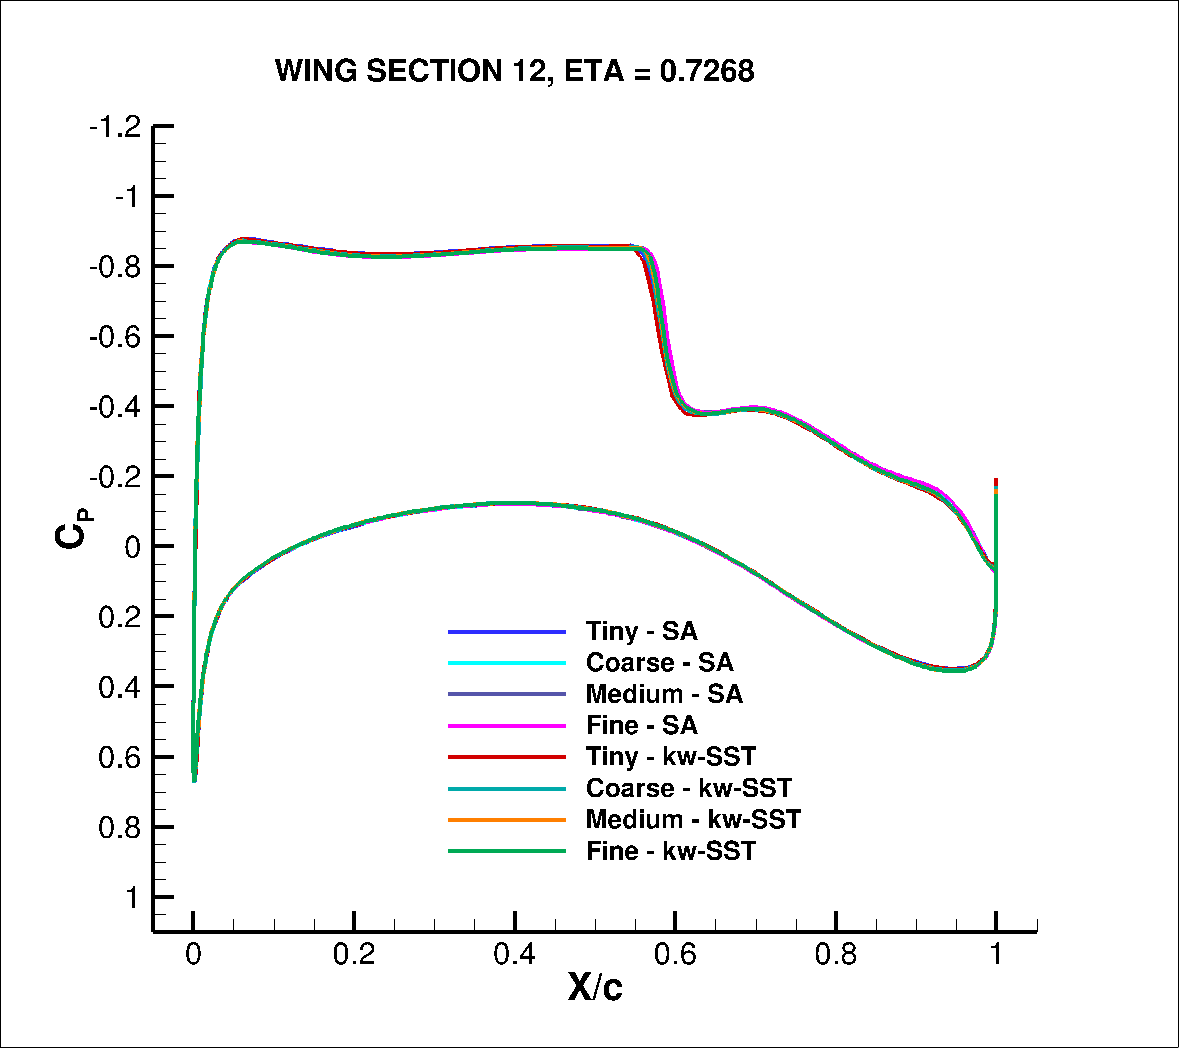 WING SECTION 12, ETA = 0.7268
-1.2
-1
-0.8
-0.6
-0.4
-0.2
0
0.2
0.4
0.6
0.8
1
CP
Tiny - SA
Coarse - SA
Medium - SA
Fine - SA
Tiny - kw-SST
Coarse - kw-SST
Medium - kw-SST
Fine - kw-SST
0 0.2 0.4 0.6 0.8 1
X/c